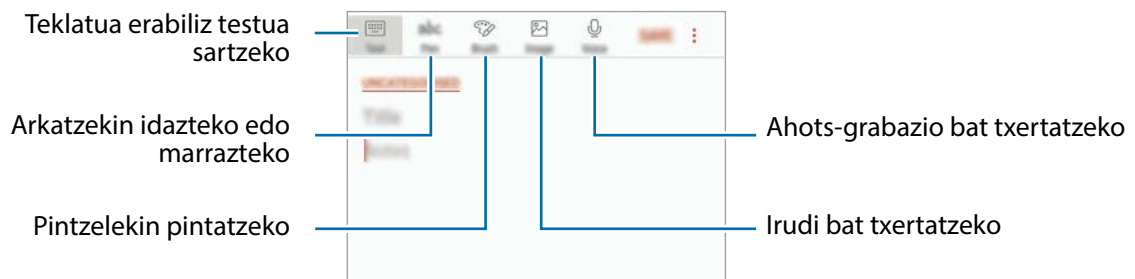 Teklatua erabiliz testua
sartzeko
abc
Text Pen Brush Image Voice SAVE
UNCATEGORISED
Title
Arkatzekin idazteko edo
marrazteko
Notes
Ahots-grabazio bat txertatzeko
Pintzelekin pintatzeko
Irudi bat txertatzeko